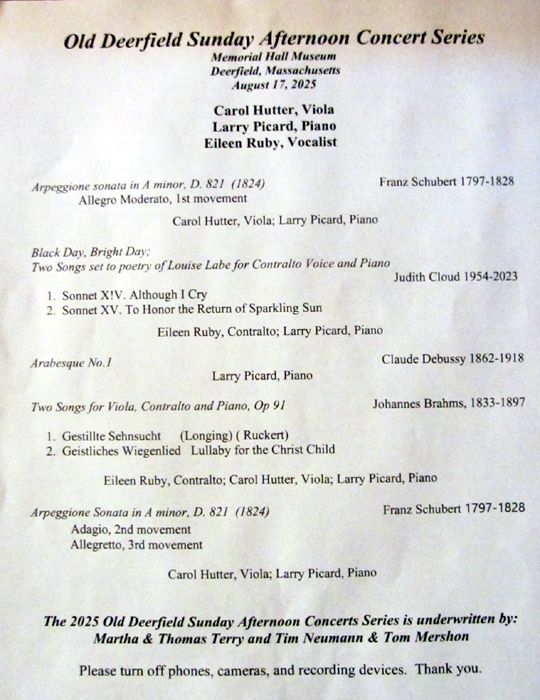 Old Deerfield Sunday Afternoon Concert Series
Memorial Hall Museum
Deerfield, Massachusetts
August 17, 2025
Carol Hutter, Viola
Larry Picard, Piano
Eileen Ruby, Vocalist
Arpeggione sonata in A minor, D. 821 (1824) Franz Schubert 1797-1828
Allegro Moderato, 1st movement
Carol Hutter, Viola; Larry Picard, Piano
Black Day, Bright Day;
Two Songs set to poetry of Louise Labe for Contralto Voice and Piano
Judith Cloud 1954-2023
1. Sonnet X!V. Although I Cry
2. Sonnet XV. To Honor the Return of Sparkling Sun
Eileen Ruby, Contralto; Larry Picard, Piano
Arabesque No.1 Claude Debussy 1862-1918
Larry Picard, Piano
Two Songs for Viola, Contralto and Piano, Op 91 Johannes Brahms, 1833-1897
1. Gestillte Sehnsucht (Longing) ( Ruckert)
2. Geistliches Wiegenlied Lullaby for the Christ Child
Eileen Ruby, Contralto; Carol Hutter, Viola; Larry Picard, Piano
Arpeggione Sonata in A minor, D. 821 (1824) Franz Schubert 1797-1828
Adagio, 2nd movement
Allegretto, 3rd movement
Carol Hutter, Viola; Larry Picard, Piano
The 2025 Old Deerfield Sunday Afternoon Concerts Series is underwritten by:
Martha & Thomas Terry and Tim Neumann & Tom Mershon
Please turn off phones, cameras, and recording devices. Thank you.